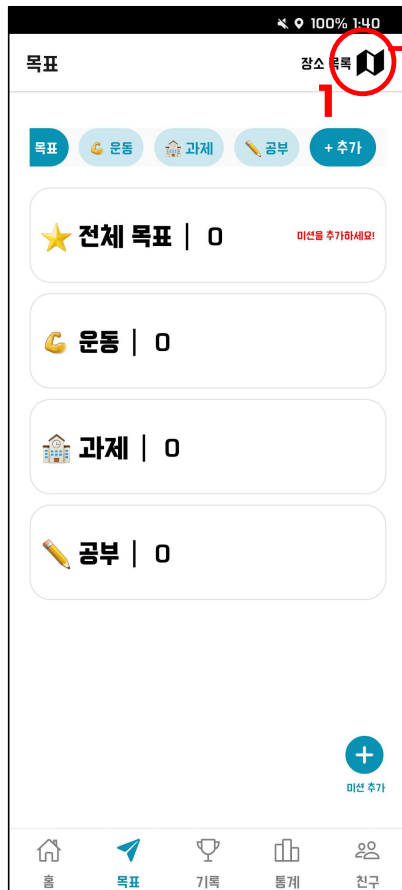 100% 1:40
목표
장소 목록
1
목표
운동
과제
공부
+ 추가
전체 목표 | 0
미션을 추가하세요!
운동 | 0
과제 | 0
공부 | 0
미션 추가
홈
목표
기록
통계
친구